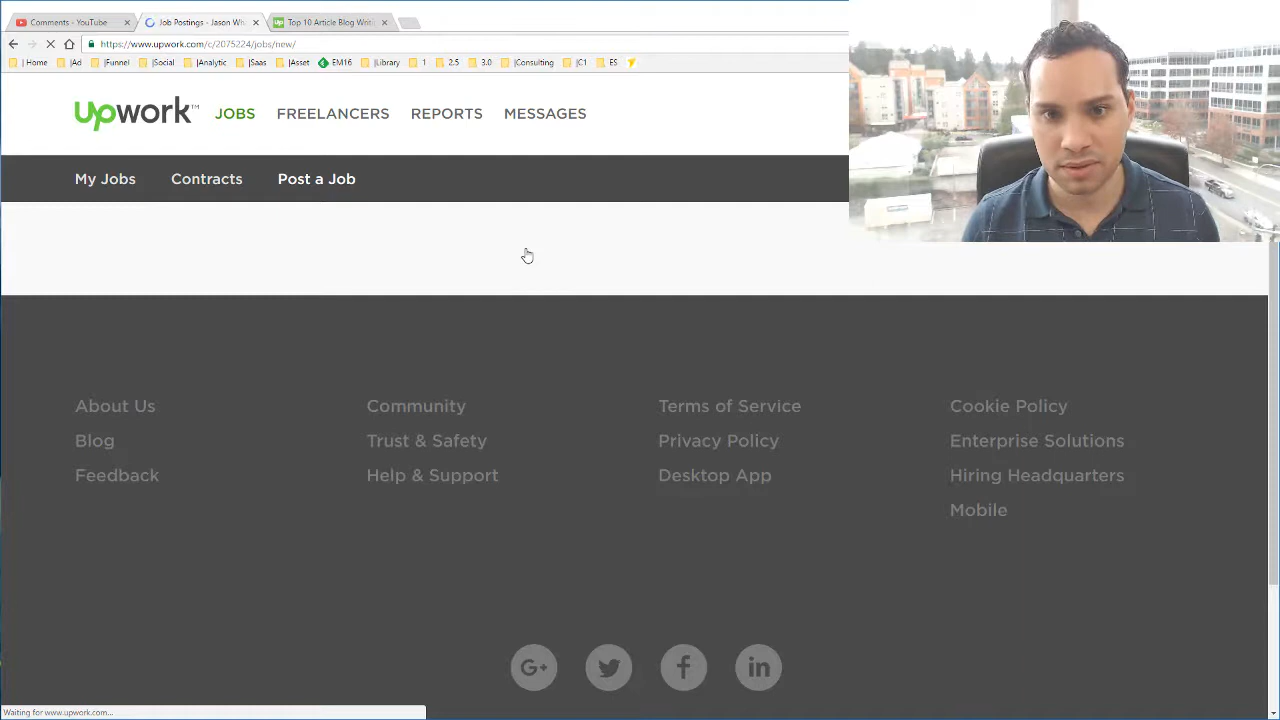 Comments - YouTube
Job Postings - Jason Wh
Top 10 Article Blog Writi
https://www.upwork.com/c/2075224/jobs/new/
| Home
|Ad
|Funnel
|Social
|Analytic
|Saas
|Asset
EM16
|Library
1
2.5
3.0
|Consulting
|C1
ES
upwork™
JOBS
FREELANCERS
REPORTS
MESSAGES
My Jobs
Contracts
Post a Job
About Us
Community
Terms of Service
Cookie Policy
Blog
Trust & Safety
Privacy Policy
Enterprise Solutions
Feedback
Help & Support
Desktop App
Hiring Headquarters
Mobile
G+
f
in
Waiting for www.upwork.com...